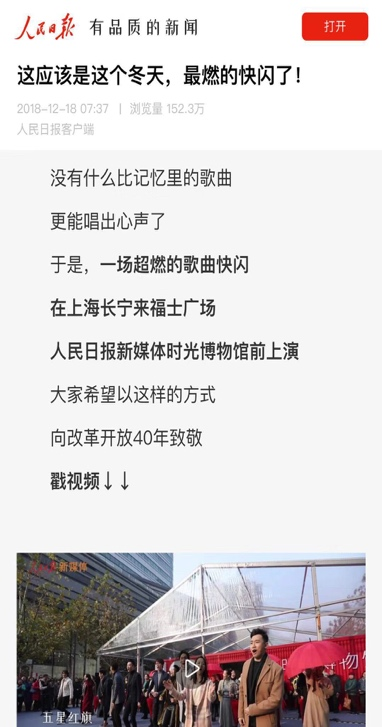 人民日报 有品质的新闻
打开
这应该是这个冬天，最燃的快闪了！
2018-12-18 07:37 | 浏览量 152.3万
人民日报客户端
没有什么比记忆里的歌曲
更能唱出心声了
于是，一场超燃的歌曲快闪
在上海长宁来福士广场
人民日报新媒体时光博物馆前上演
大家希望以这样的方式
向改革开放40年致敬
戳视频↓↓
新媒体
五星红旗
博物馆